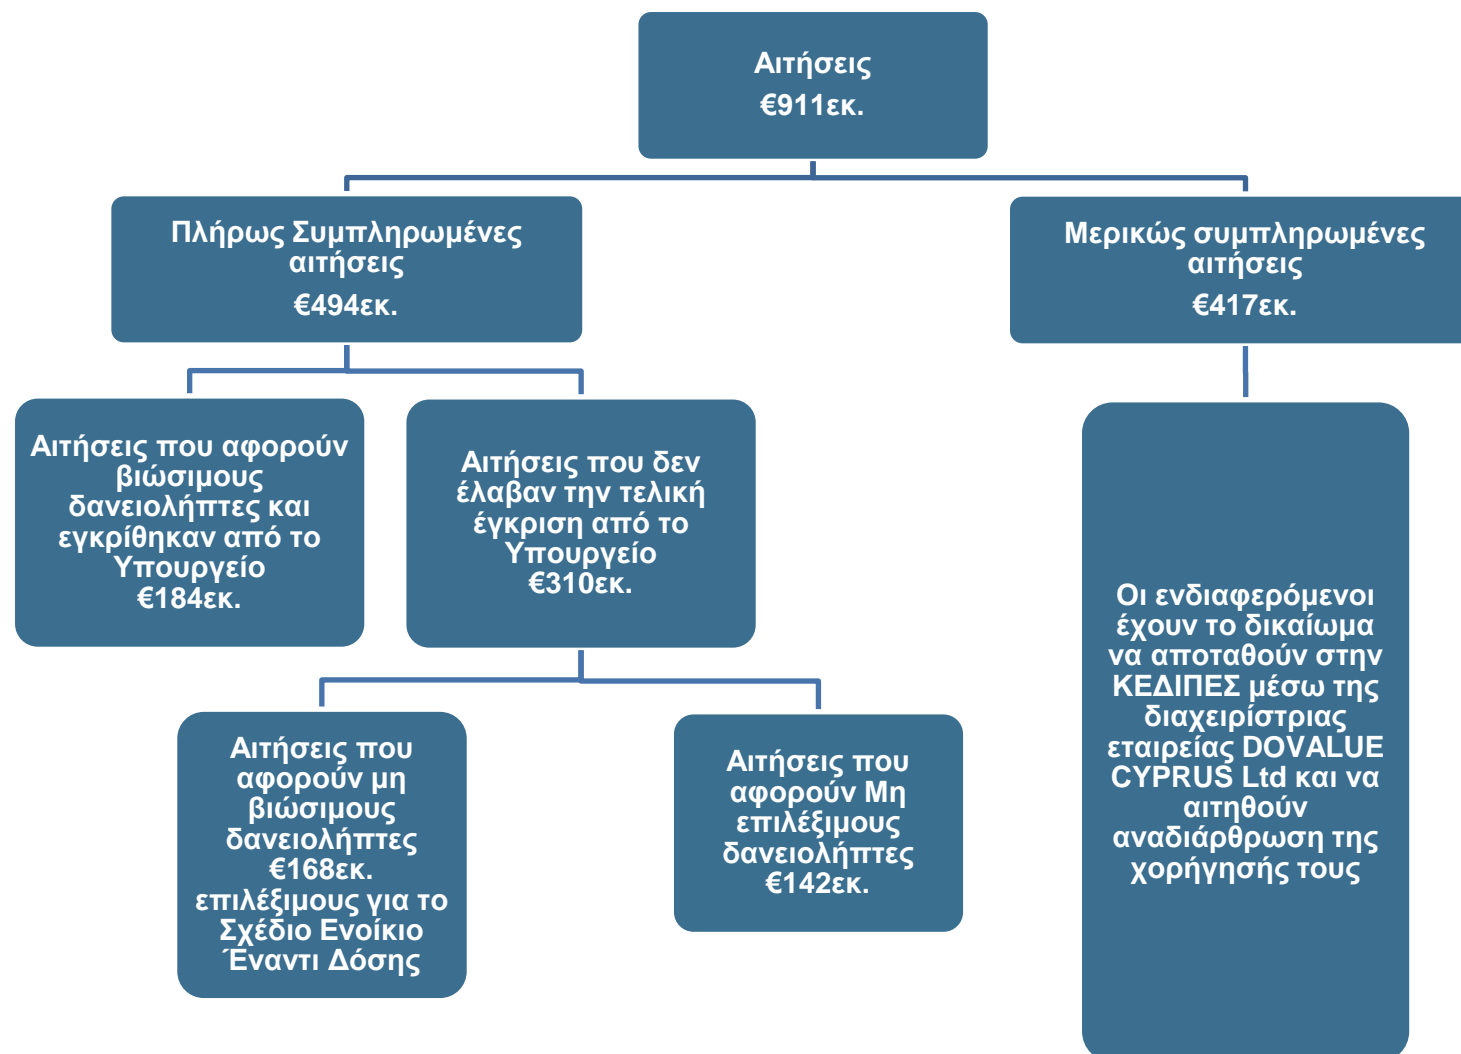 Αιτήσεις
€911εκ.
Πλήρως Συμπληρωμένες
αιτήσεις
€494εκ.
Μερικώς συμπληρωμένες
αιτήσεις
€417εκ.
Αιτήσεις που αφορούν
βιώσιμους
δανειολήπτες και
εγκρίθηκαν από το
Υπουργείο
€184εκ.
Αιτήσεις που δεν
έλαβαν την τελική
έγκριση από το
Υπουργείο
€310εκ.
Οι ενδιαφερόμενοι
έχουν το δικαίωμα
να αποταθούν στην
ΚΕΔΙΠΕΣ μέσω της
διαχειρίστριας
εταιρείας DOVALUE
CYPRUS Ltd και να
αιτηθούν
αναδιάρθρωση της
χορήγησής τους
Αιτήσεις που
αφορούν μη
βιώσιμους
δανειολήπτες
€168εκ.
επιλέξιμους για το
Σχέδιο Ενοίκιο
Έναντι Δόσης
Αιτήσεις που
αφορούν Μη
επιλέξιμους
δανειολήπτες
€142εκ.